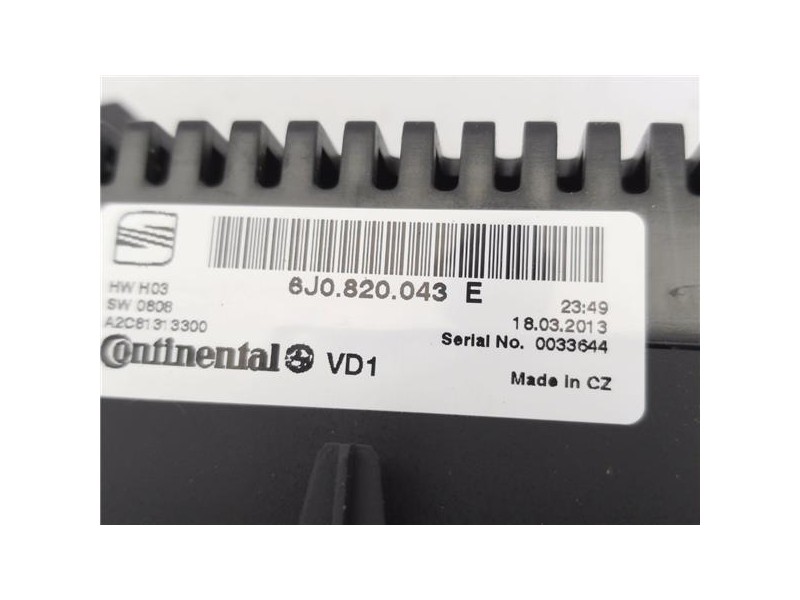 6J0.820.043 E
HW H03
SW 0808
A2C81313300
23:49
18.03.2013
Serial No. 0033644
Continental VD1
Made in CZ